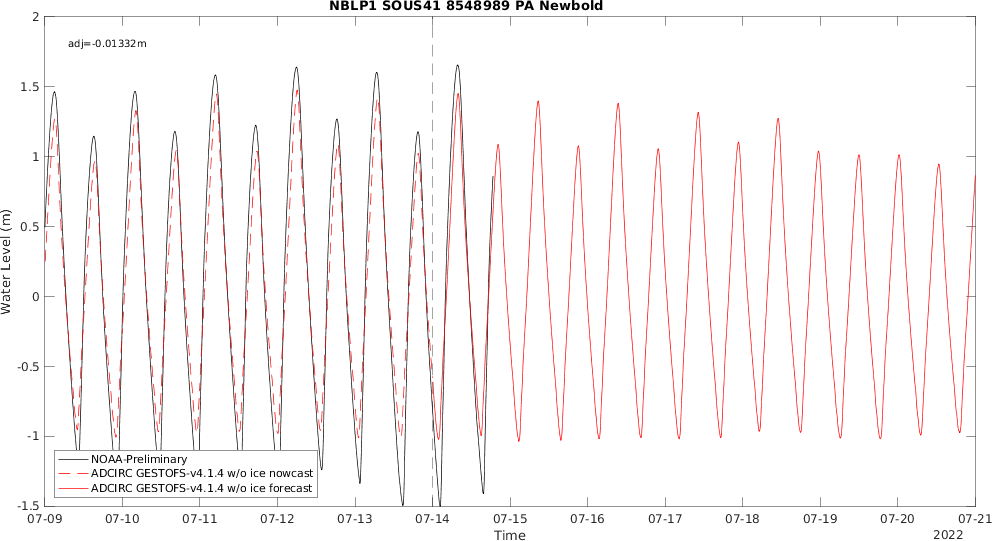 NBLP1 SOUS41 8548989 PA Newbold
adj=-0.01332m
Water Level (m)
2
1.5
1
0.5
0
-0.5
-1
-1.5
NOAA-Preliminary
ADCIRC GESTOFS-v4.1.4 w/o ice nowcast
ADCIRC GESTOFS-v4.1.4 w/o ice forecast
07-09 07-10 07-11 07-12 07-13 07-14 07-15 07-16 07-17 07-18 07-19 07-20 07-21
Time
2022